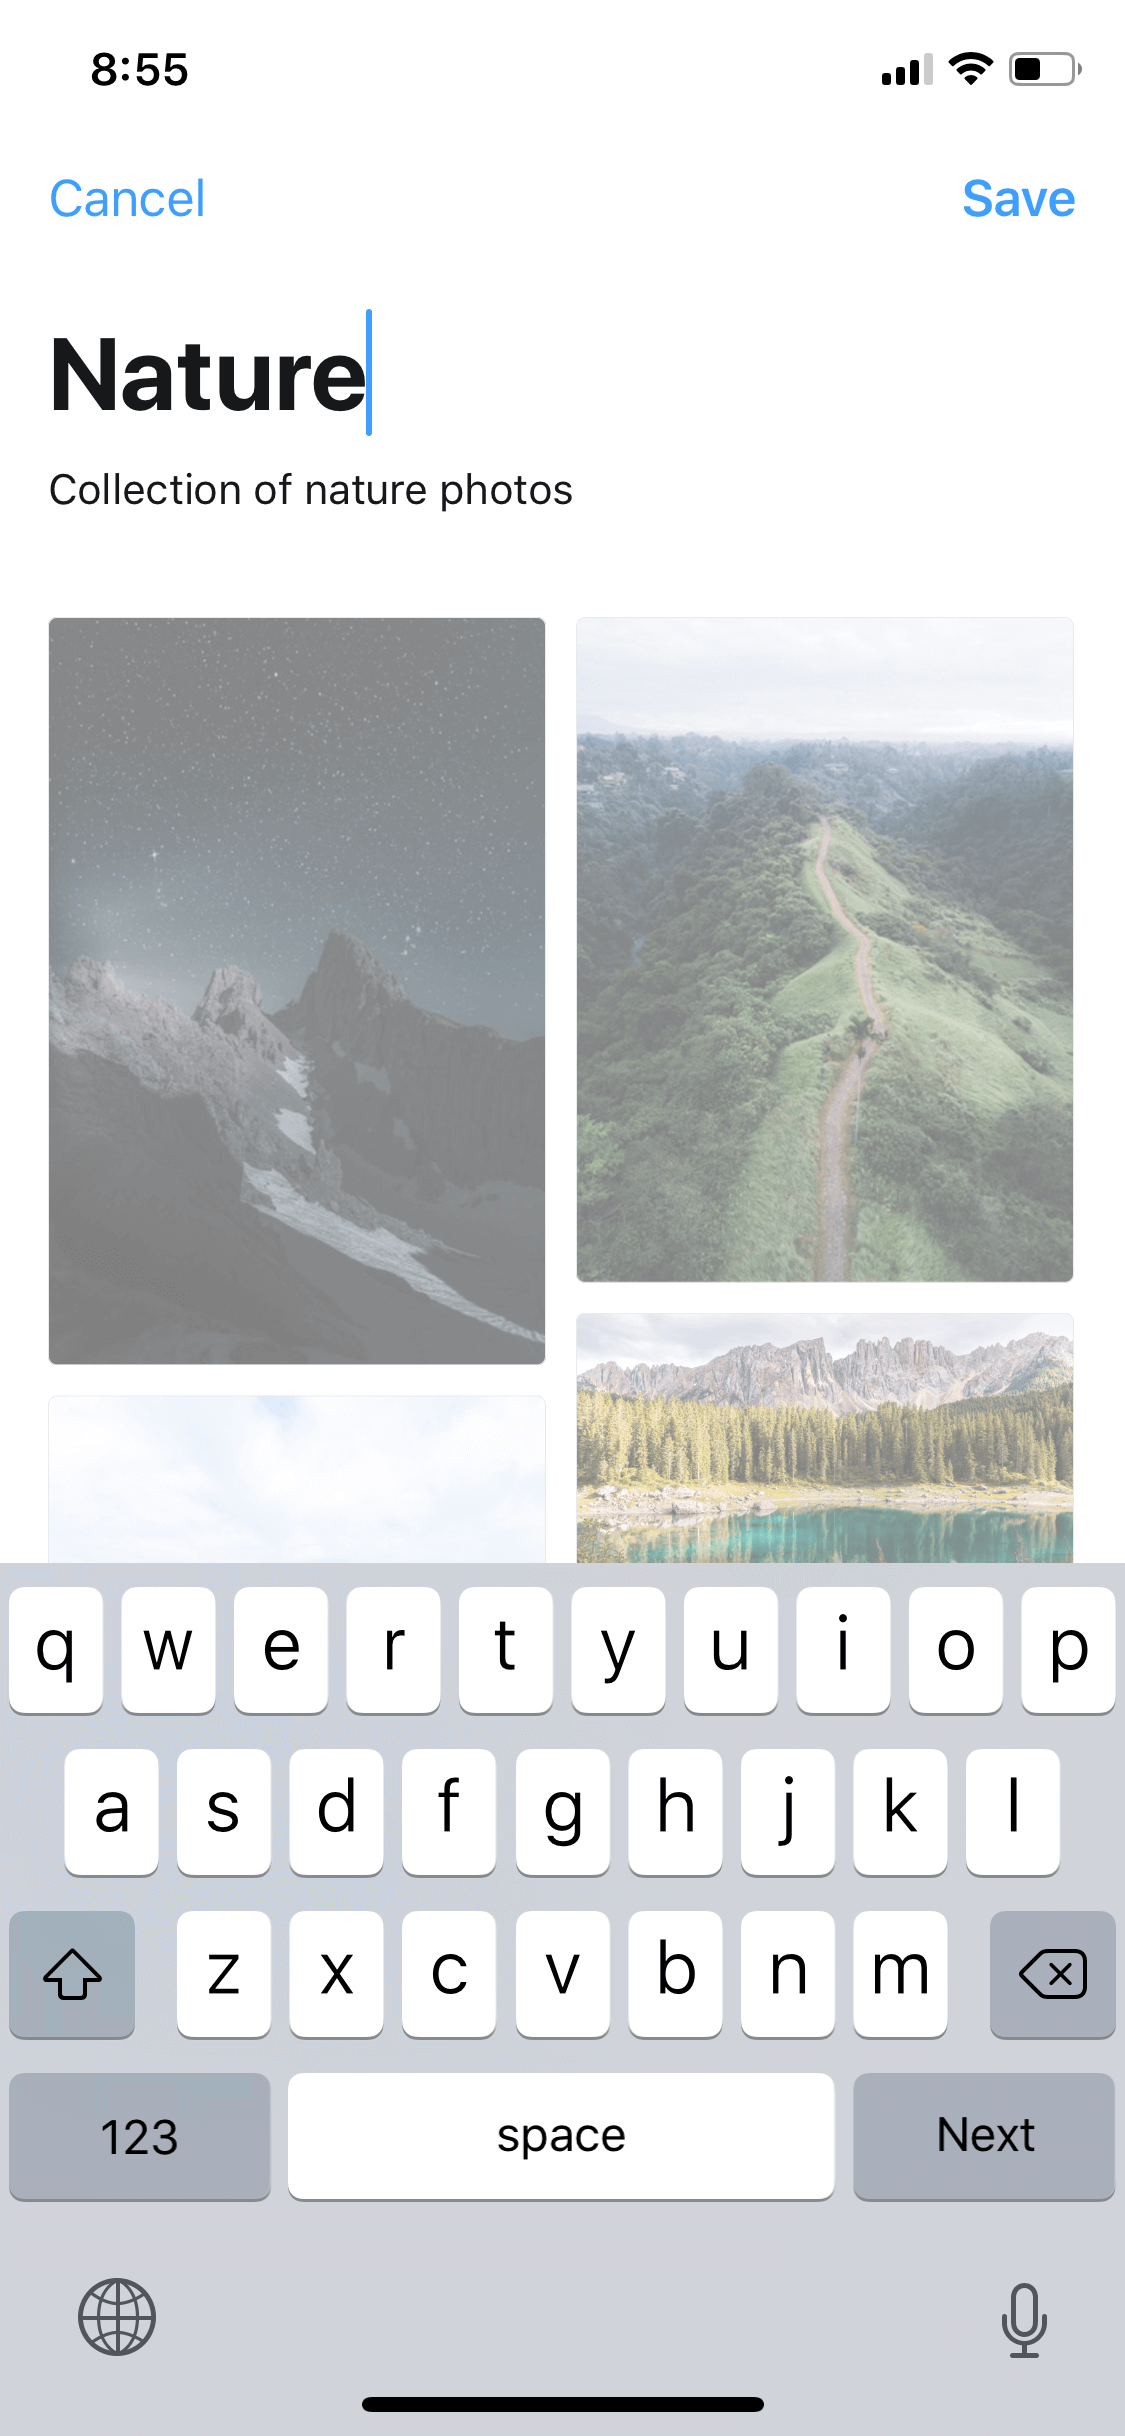 8:55
Cancel Save
Nature
Collection of nature photos
q w e r t y u i o p
a s d f g h j k l
z x c v b n m
123 space Next